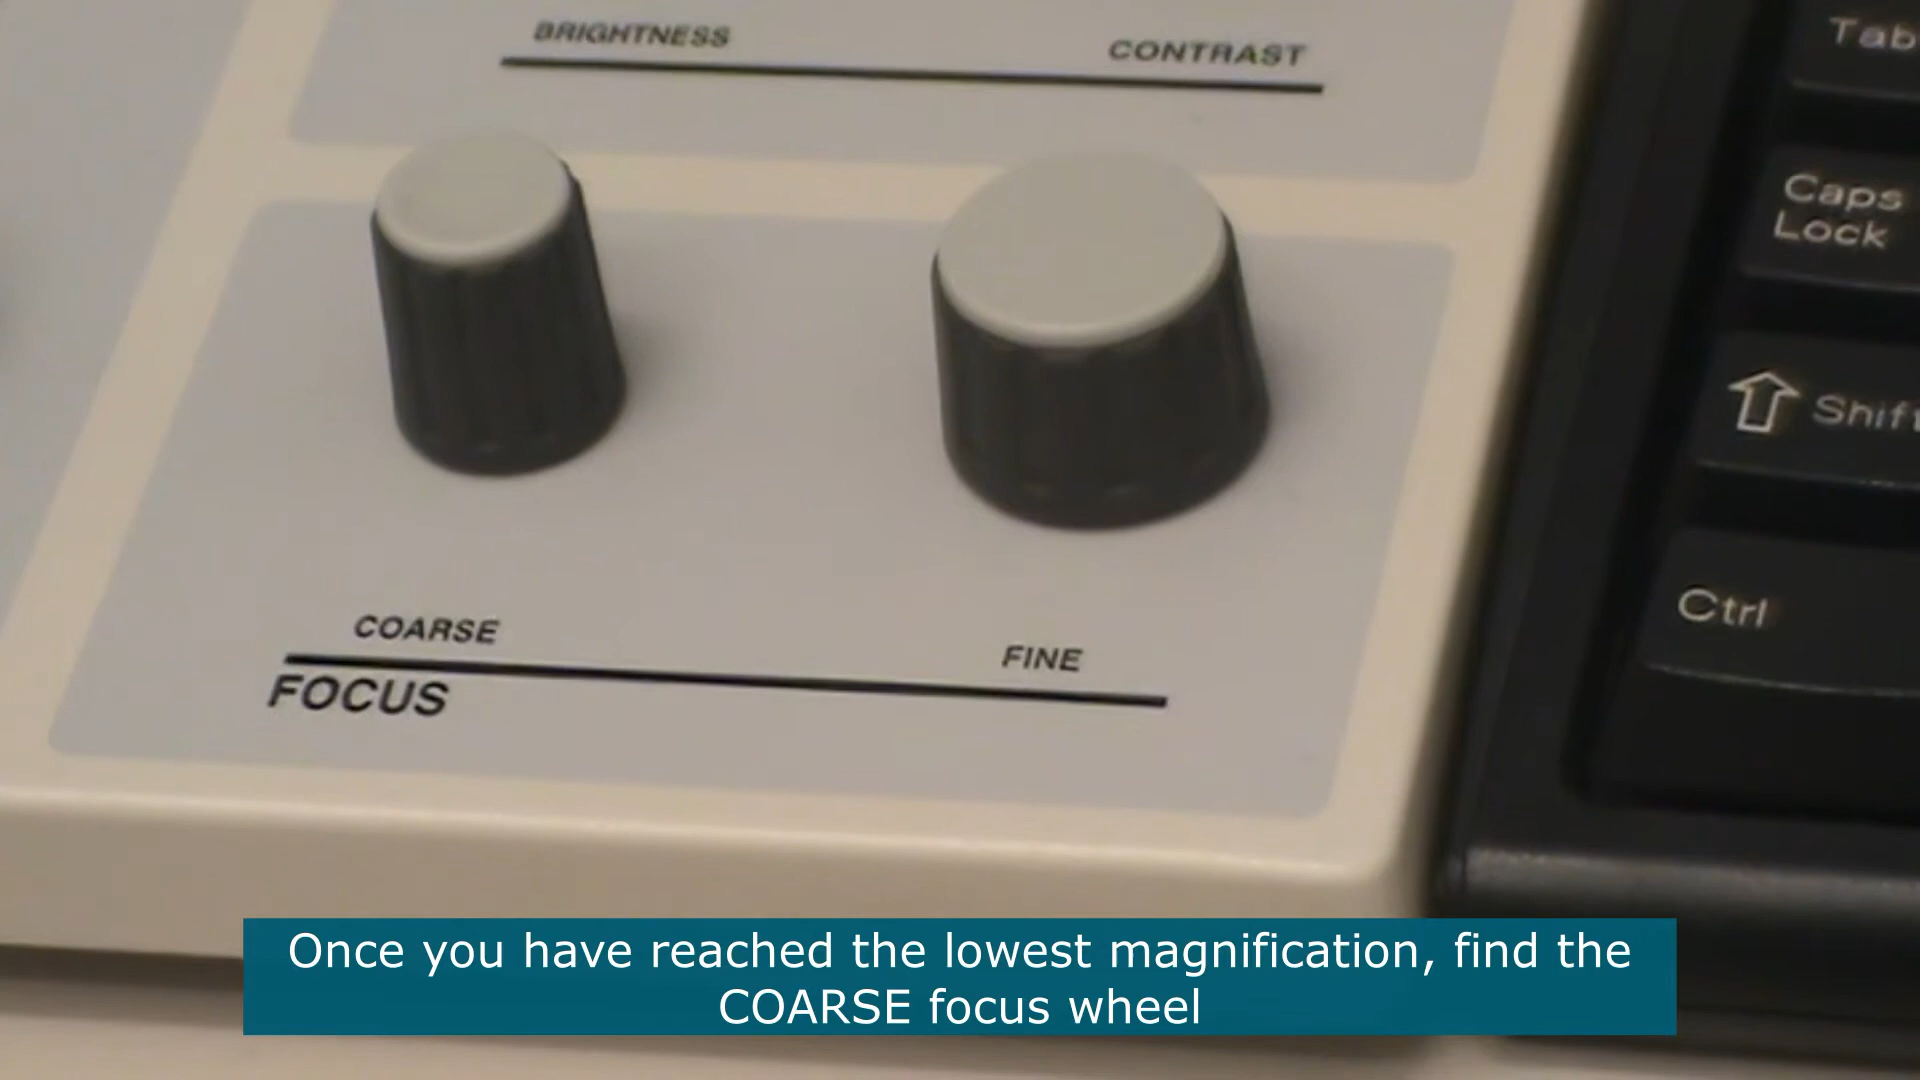 BRIGHTNESS
CONTRAST
COARSE
FINE
FOCUS
Tab
Caps
Lock
Shift
Ctrl
Once you have reached the lowest magnification, find the
COARSE focus wheel